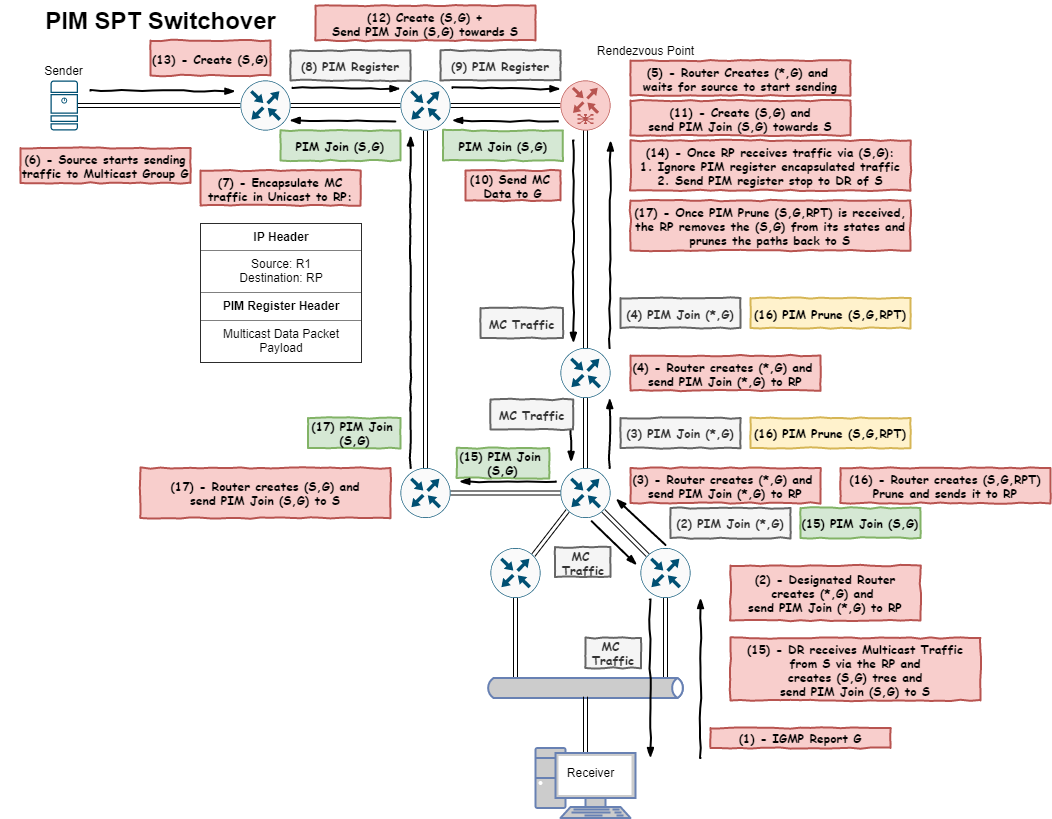 PIM SPT Switchover
(12) Create (S,G) +
Send PIM Join (S,G) towards S
Rendezvous Point
Sender
(13) - Create (S,G)
(8) PIM Register
(9) PIM Register
(5) - Router Creates (*,G) and
waits for source to start sending
(11) - Create (S,G) and
send PIM Join (S,G) towards S
PIM Join (S,G)
PIM Join (S,G)
(6) - Source starts sending
traffic to Multicast Group G
(14) - Once RP receives traffic via (S,G):
1. Ignore PIM register encapsulated traffic
2. Send PIM register stop to DR of S
(7) - Encapsulate MC
traffic in Unicast to RP:
(10) Send MC
Data to G
(17) - Once PIM Prune (S,G,RPT) is received,
the RP removes the (S,G) from its states and
prunes the paths back to S
IP Header
Source: R1
Destination: RP
PIM Register Header
Multicast Data Packet
Payload
MC Traffic
(4) PIM Join (*,G)
(16) PIM Prune (S,G,RPT)
(4) - Router creates (*,G) and
send PIM Join (*,G) to RP
MC Traffic
(3) PIM Join (*,G)
(16) PIM Prune (S,G,RPT)
(17) PIM Join
(S,G)
(15) PIM Join
(S,G)
(17) - Router creates (S,G) and
send PIM Join (S,G) to S
(3) - Router creates (*,G) and
send PIM Join (*,G) to RP
(16) - Router creates (S,G,RPT)
Prune and sends it to RP
(2) PIM Join (*,G)
(15) PIM Join (S,G)
MC
Traffic
(2) - Designated Router
creates (*,G) and
send PIM Join (*,G) to RP
MC
Traffic
(15) - DR receives Multicast Traffic
from S via the RP and
creates (S,G) tree and
send PIM Join (S,G) to S
(1) - IGMP Report G
Receiver